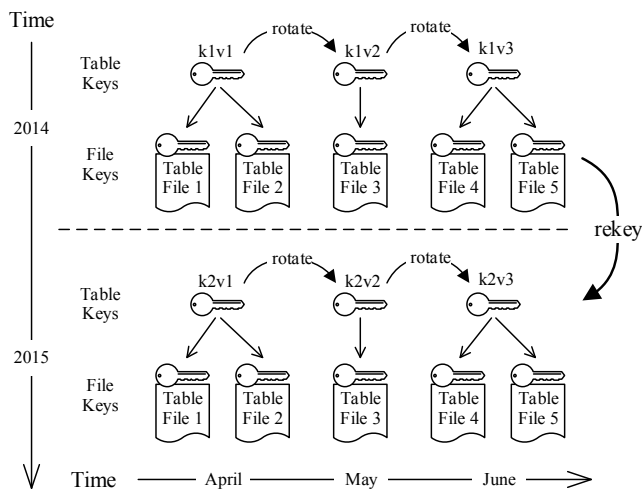 Time
k1v1 rotate k1v2 rotate k1v3
Table
Keys
2014
File
Keys
Table
File 1
Table
File 2
Table
File 3
Table
File 4
Table
File 5
rekey
k2v1 rotate k2v2 rotate k2v3
Table
Keys
2015
File
Keys
Table
File 1
Table
File 2
Table
File 3
Table
File 4
Table
File 5
Time April May June